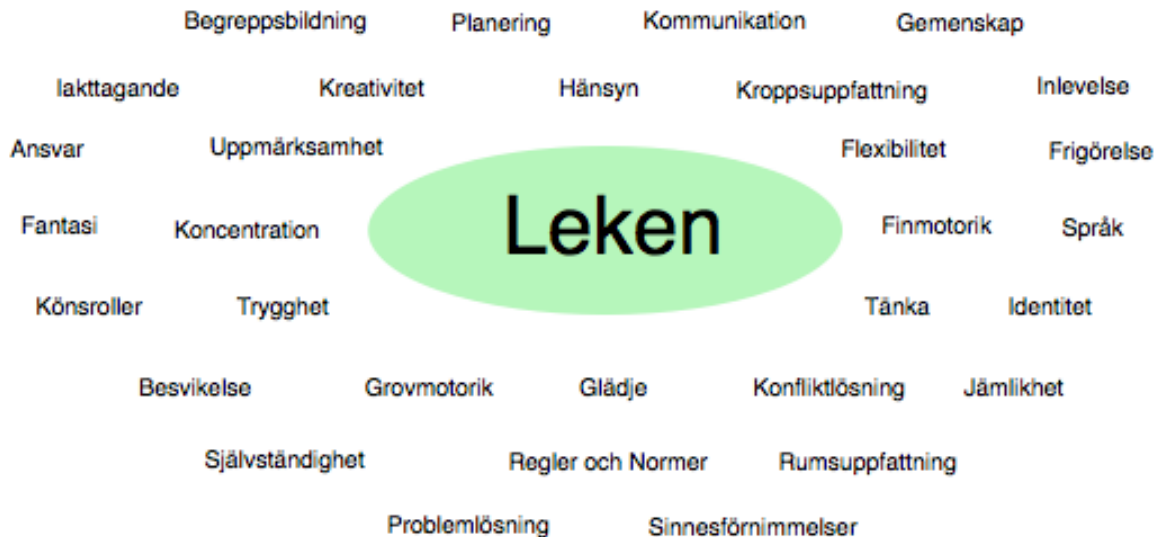 Begreppsbildning Planering Kommunikation Gemenskap
Iakttagande Kreativitet Hänsyn Kroppsuppfattning Inlevelse
Ansvar Uppmärksamhet Flexibilitet Frigörelse
Fantasi Koncentration Leken Finmotorik Språk
Könsroller Trygghet Tänka Identitet
Besvikelse Grovmotorik Glädje Konfliktlösning Jämlikhet
Självständighet Regler och Normer Rumsuppfattning
Problemlösning Sinnesförnimmelser